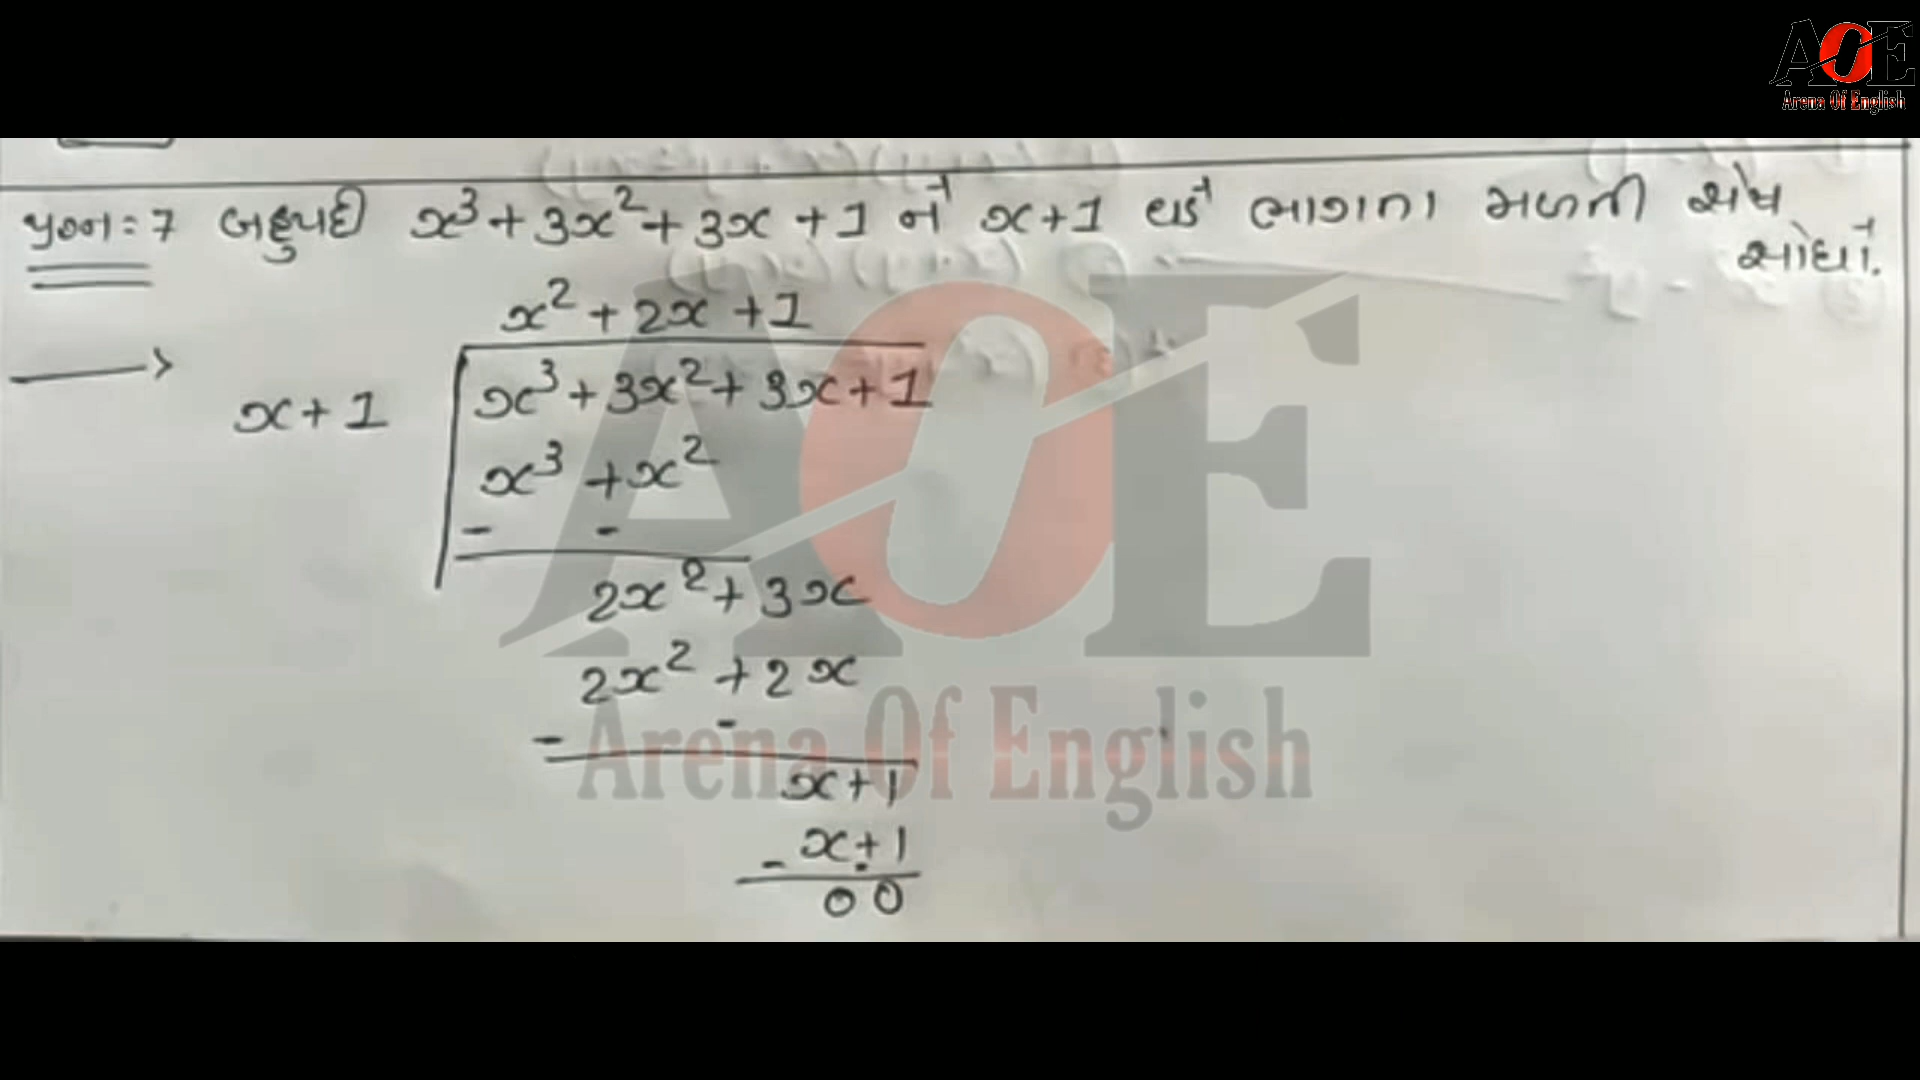 AOE
Arena Of English
પ્રશ્ન:-7 બહુપદી x³ + 3x² + 3x + 1 ને x + 1 વડે ભાગતા મળતી શેષ
શોધો.
x² + 2x + 1
x + 1
x³ + 3x² + 3x + 1
x³ + x²
- -
2x² + 3x
2x² + 2x
- -
x + 1
x + 1
- -
0 0
AOE
Arena Of English